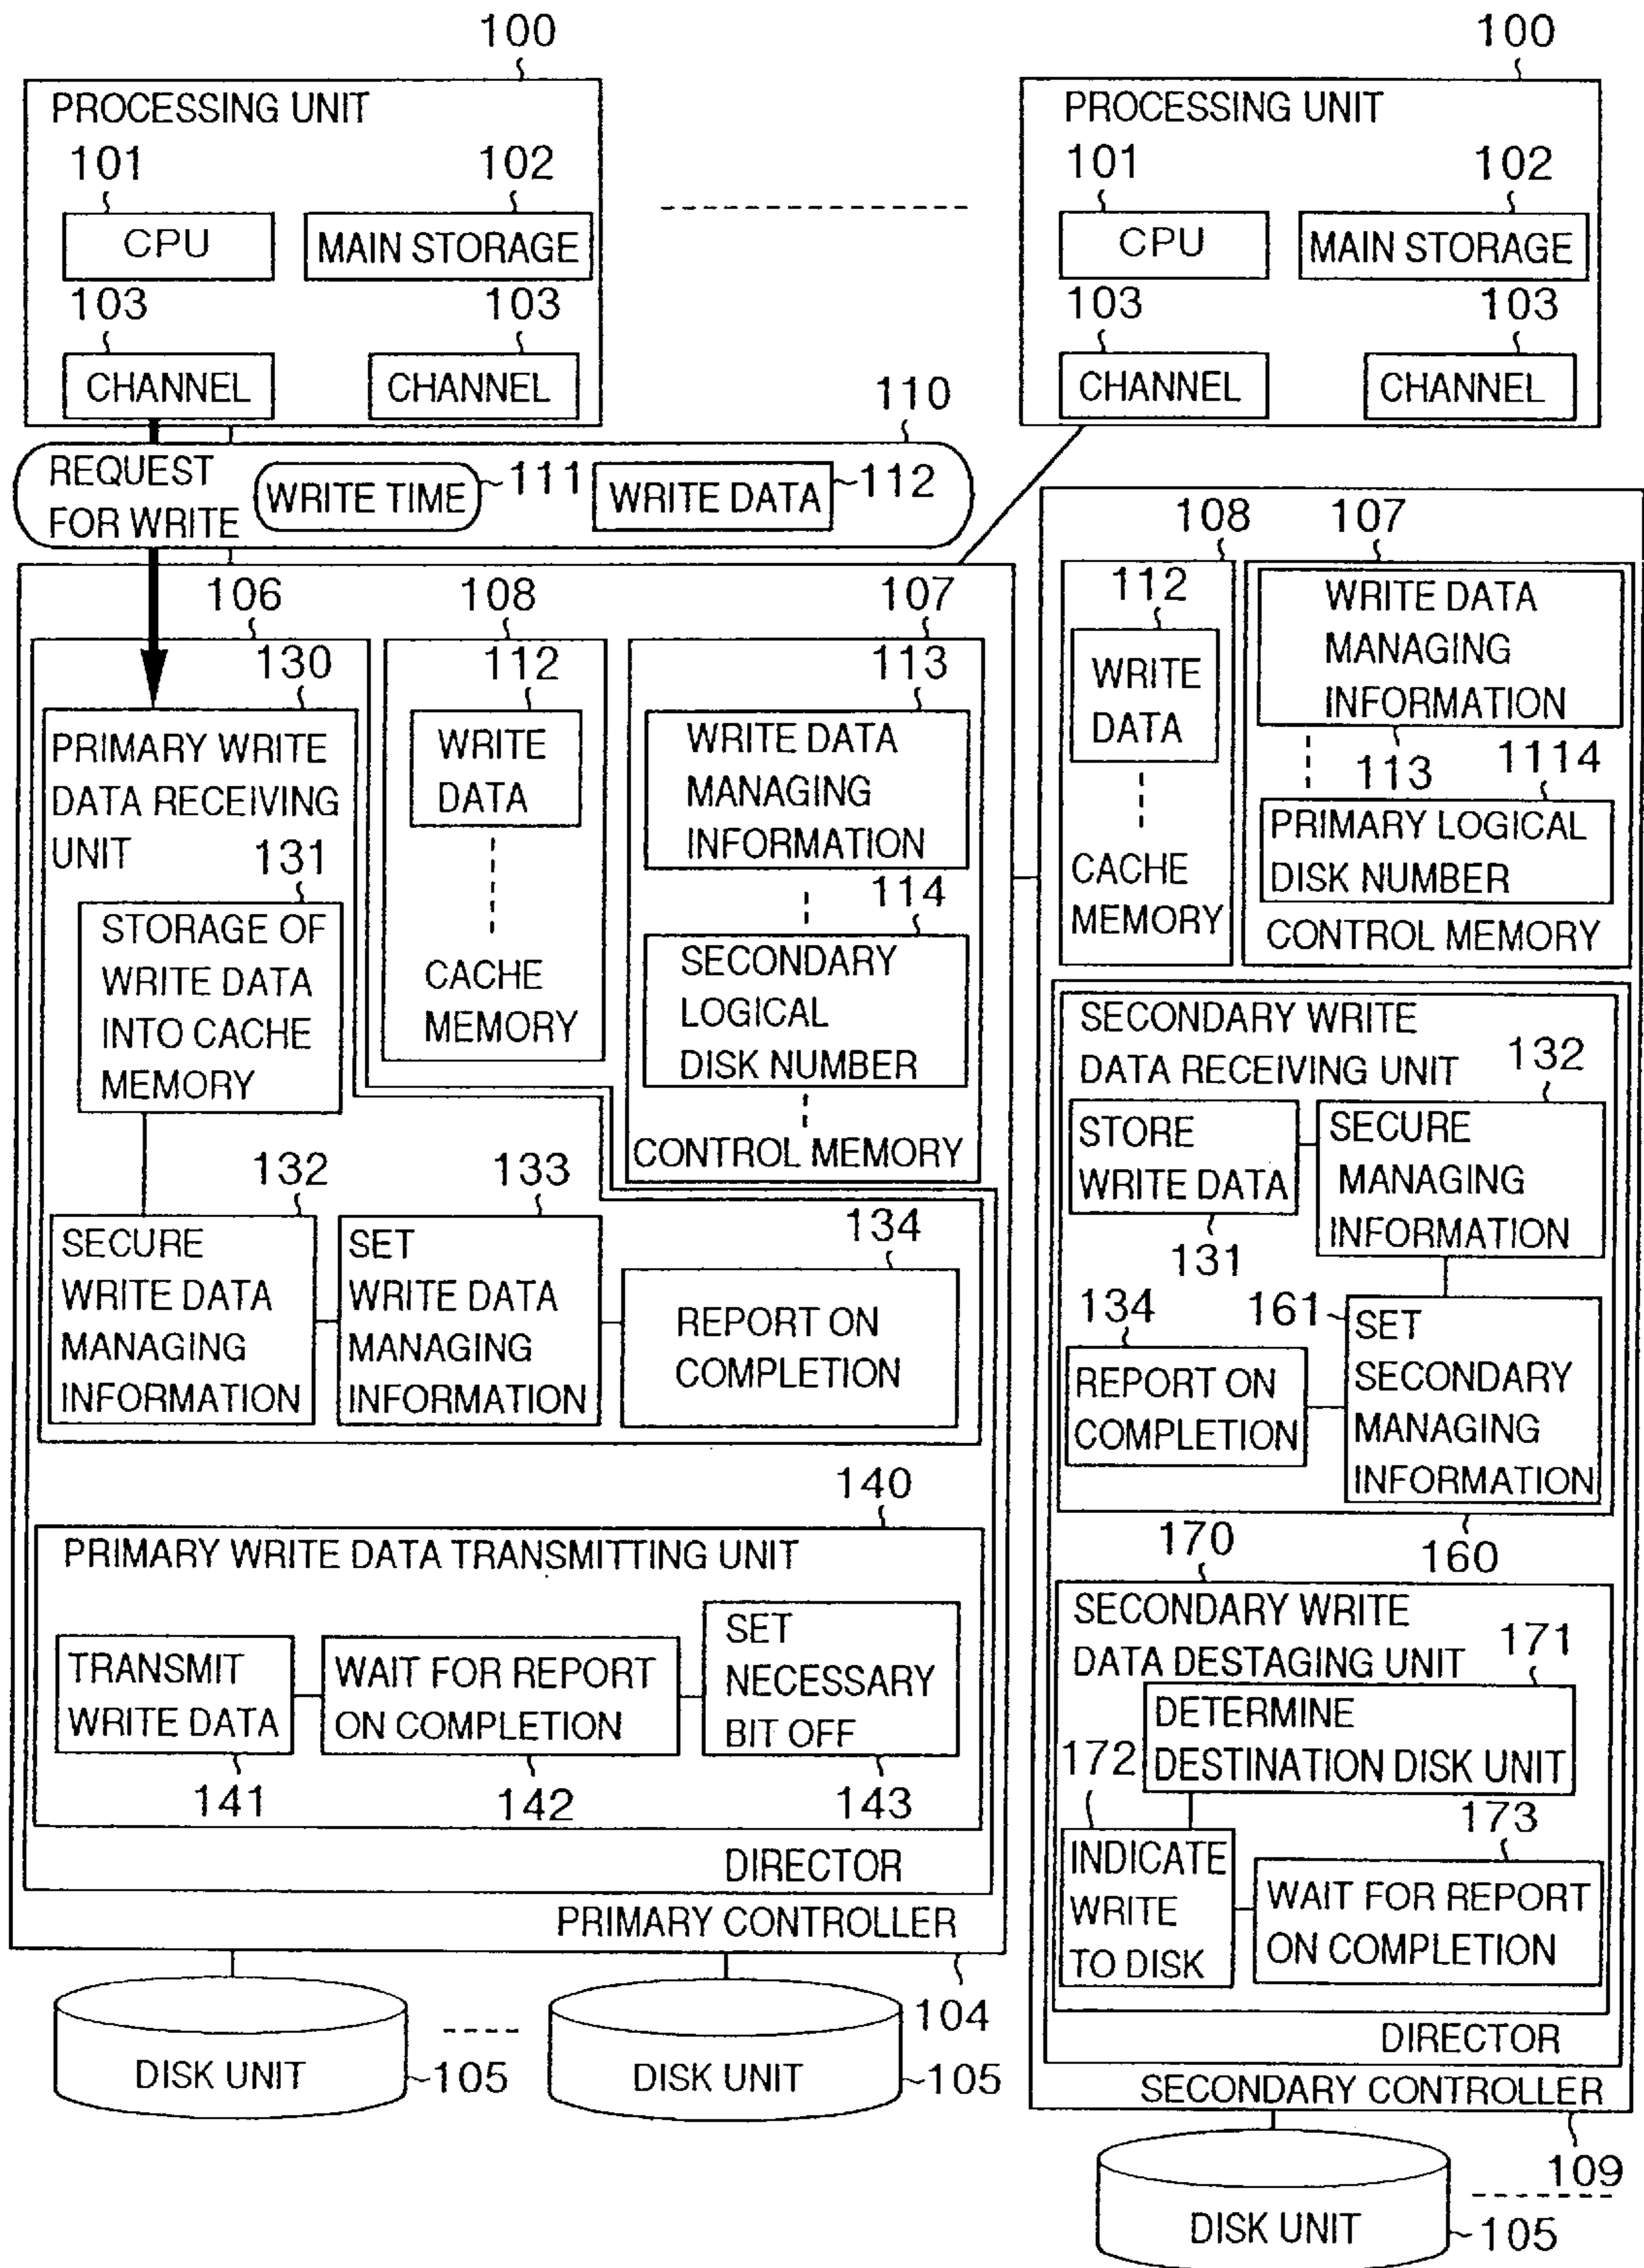 100
100
PROCESSING UNIT
101
102
CPU
MAIN STORAGE
103
103
CHANNEL
CHANNEL
PROCESSING UNIT
101
102
CPU
MAIN STORAGE
103
103
CHANNEL
CHANNEL
110
REQUEST
FOR WRITE
WRITE TIME
111
WRITE DATA
112
106
108
107
130
PRIMARY WRITE
DATA RECEIVING
UNIT
131
STORAGE OF
WRITE DATA
INTO CACHE
MEMORY
112
WRITE
DATA
CACHE
MEMORY
113
WRITE DATA
MANAGING
INFORMATION
114
SECONDARY
LOGICAL
DISK NUMBER
CONTROL MEMORY
132
SECURE
WRITE DATA
MANAGING
INFORMATION
133
SET
WRITE DATA
MANAGING
INFORMATION
134
REPORT ON
COMPLETION
140
PRIMARY WRITE DATA TRANSMITTING UNIT
TRANSMIT
WRITE DATA
141
WAIT FOR REPORT
ON COMPLETION
142
SET
NECESSARY
BIT OFF
143
DIRECTOR
PRIMARY CONTROLLER
104
DISK UNIT
105
DISK UNIT
105
108
107
112
WRITE
DATA
CACHE
MEMORY
WRITE DATA
MANAGING
INFORMATION
113
1114
PRIMARY LOGICAL
DISK NUMBER
CONTROL MEMORY
SECONDARY WRITE
DATA RECEIVING UNIT
132
STORE
WRITE DATA
131
SECURE
MANAGING
INFORMATION
134
REPORT ON
COMPLETION
161
SET
SECONDARY
MANAGING
INFORMATION
160
170
SECONDARY WRITE
DATA DESTAGING UNIT
171
DETERMINE
DESTINATION DISK UNIT
172
INDICATE
WRITE
TO DISK
173
WAIT FOR REPORT
ON COMPLETION
DIRECTOR
SECONDARY CONTROLLER
109
DISK UNIT
105